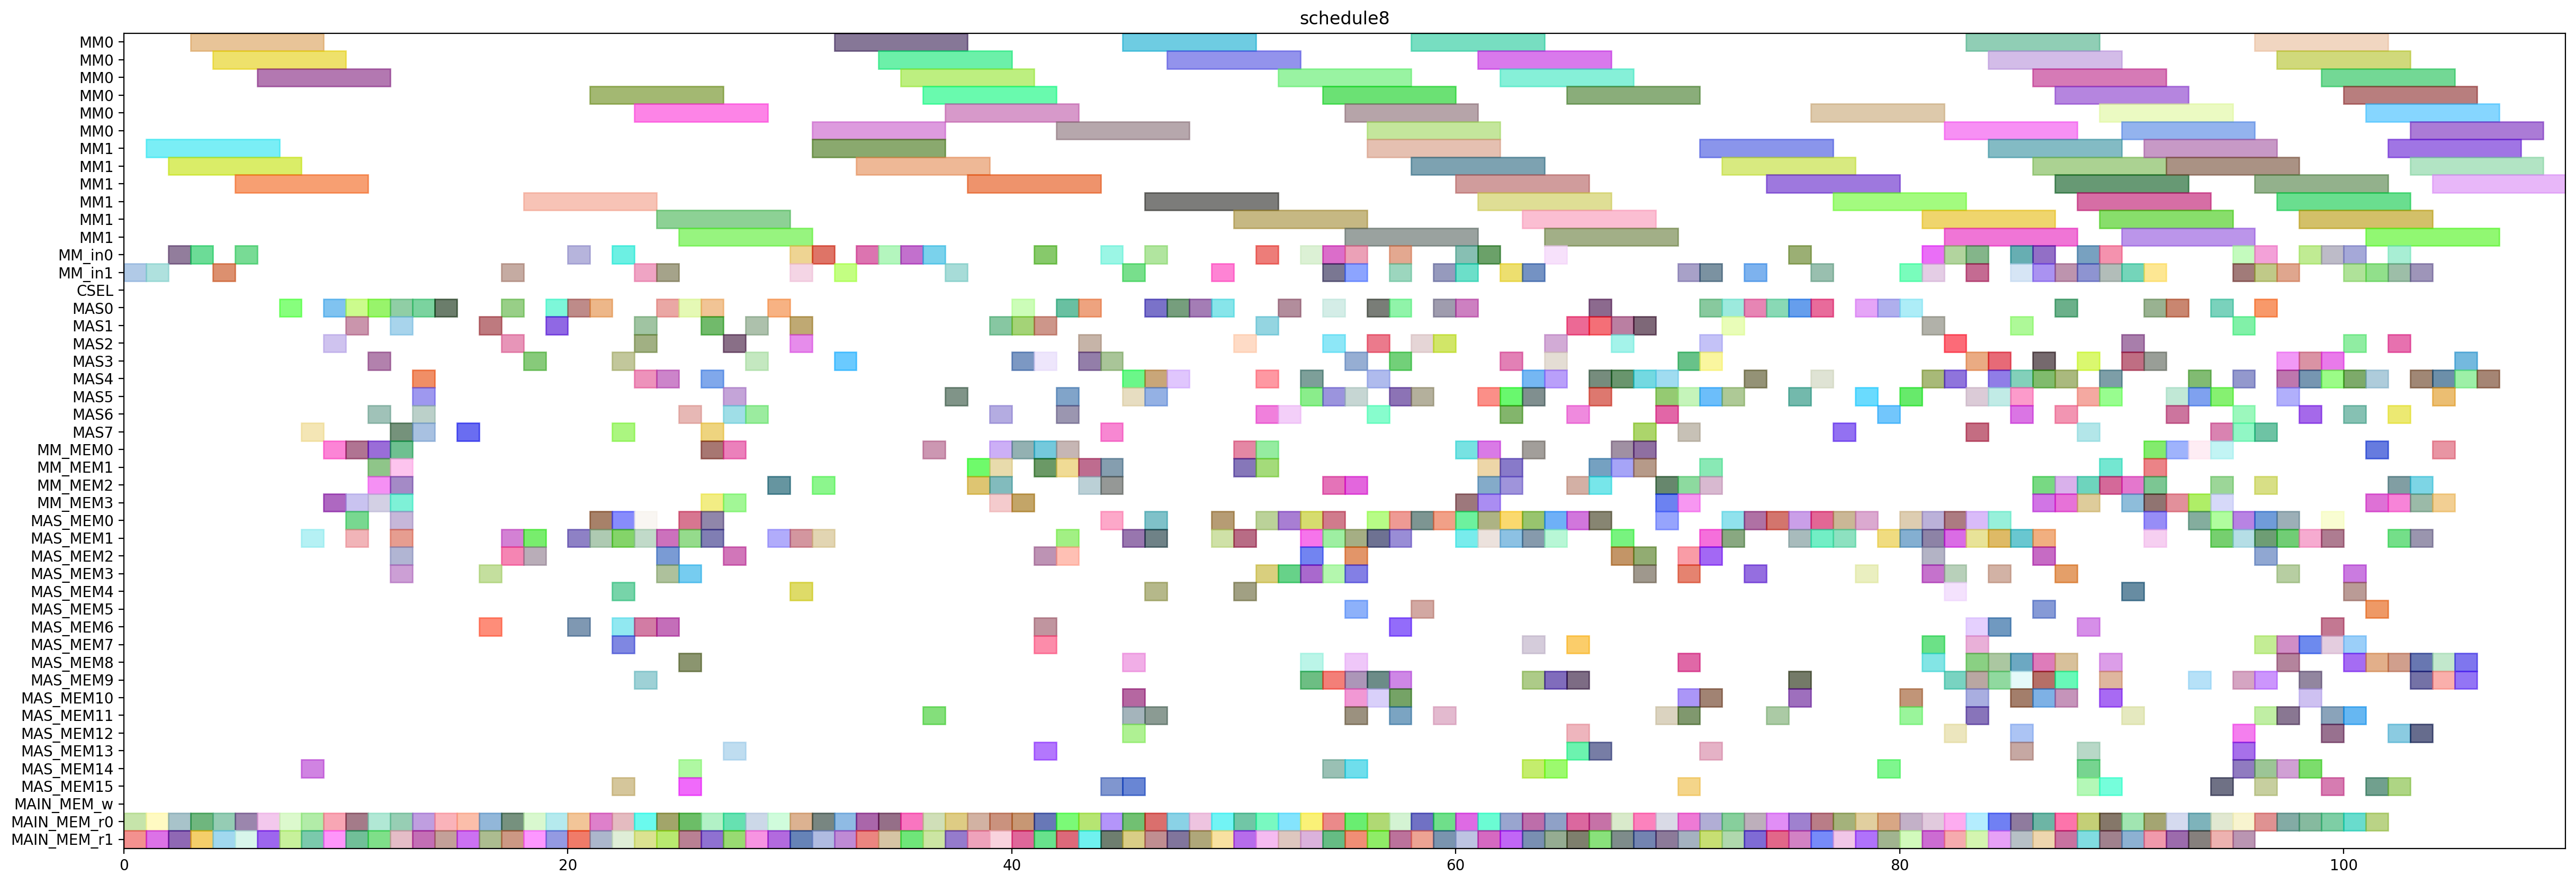 schedule8
MM0
MM0
MM0
MM0
MM0
MM0
MM1
MM1
MM1
MM1
MM1
MM1
MM_in0
MM_in1
CSEL
MAS0
MAS1
MAS2
MAS3
MAS4
MAS5
MAS6
MAS7
MM_MEM0
MM_MEM1
MM_MEM2
MM_MEM3
MAS_MEM0
MAS_MEM1
MAS_MEM2
MAS_MEM3
MAS_MEM4
MAS_MEM5
MAS_MEM6
MAS_MEM7
MAS_MEM8
MAS_MEM9
MAS_MEM10
MAS_MEM11
MAS_MEM12
MAS_MEM13
MAS_MEM14
MAS_MEM15
MAIN_MEM_w
MAIN_MEM_r0
MAIN_MEM_r1
0 20 40 60 80 100